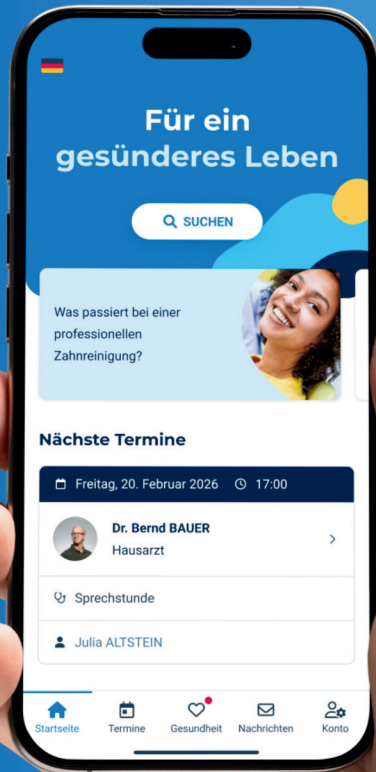 Für ein
gesünderes Leben
SUCHEN
Was passiert bei einer
professionellen
Zahnreinigung?
Nächste Termine
Freitag, 20. Februar 2026 17:00
Dr. Bernd BAUER
Hausarzt
Sprechstunde
Julia ALTSTEIN
Startseite Termine Gesundheit Nachrichten Konto